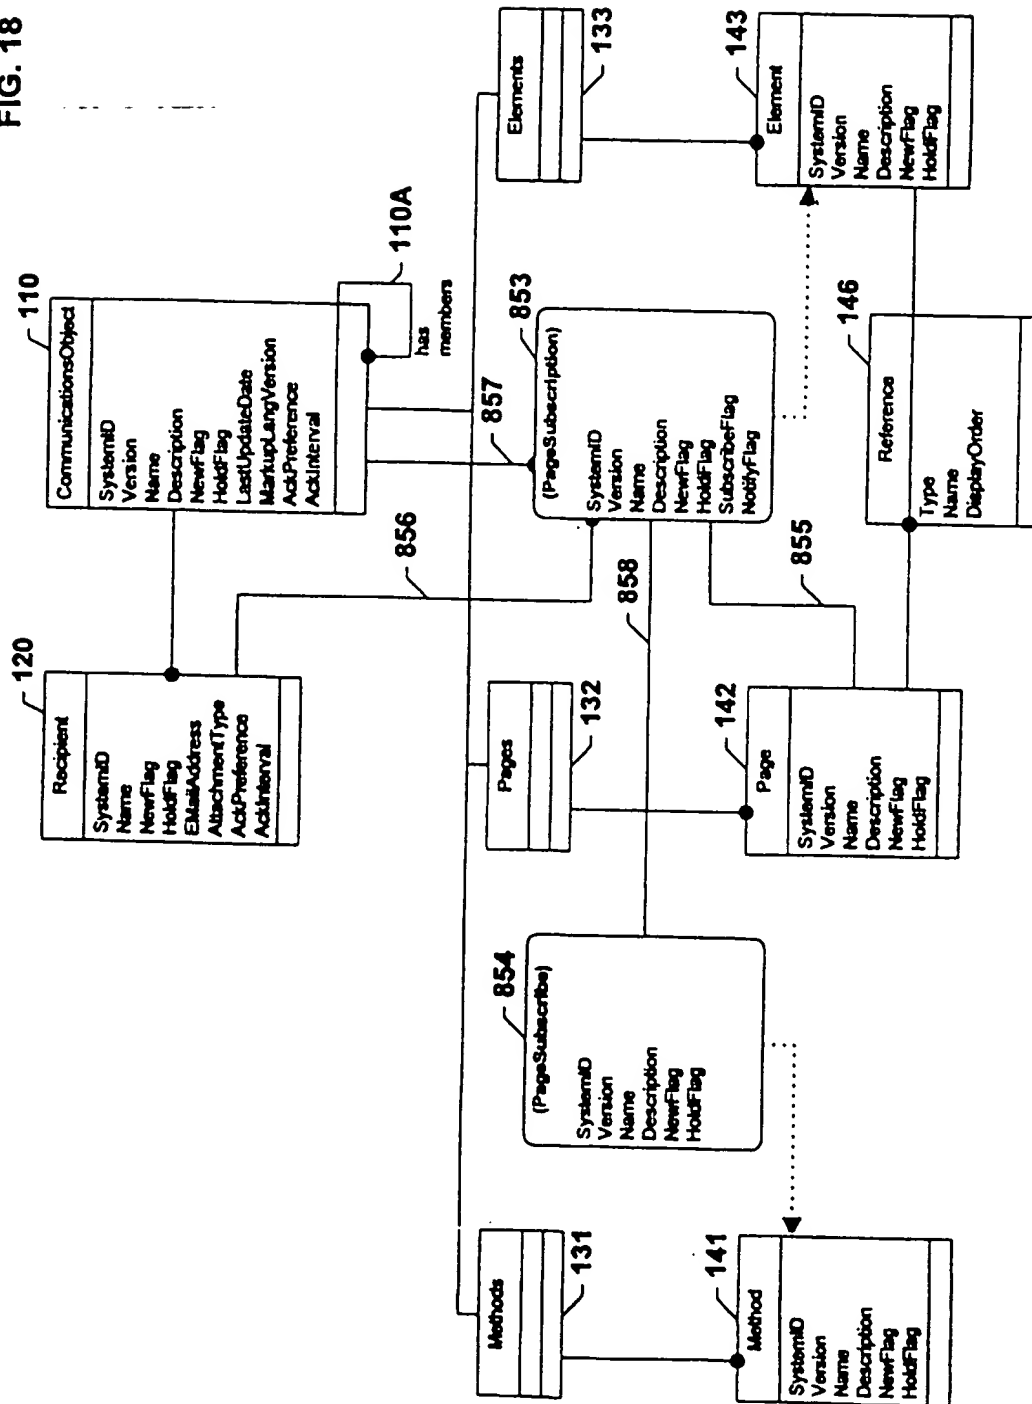 FIG. 18
120
Recipient
SystemID
Name
NewFlag
HoldFlag
EMailAddress
AttachmentType
AckPreference
AckInterval
110
CommunicationsObject
SystemID
Version
Name
Description
NewFlag
HoldFlag
LastUpdateDate
MarkupLangVersion
AckPreference
AckInterval
110A
has
members
856
857
Methods
131
Pages
132
Elements
133
854
(PageSubscribe)
SystemID
Version
Name
Description
NewFlag
HoldFlag
858
853
(PageSubscription)
SystemID
Version
Name
Description
NewFlag
HoldFlag
SubscribeFlag
NotifyFlag
855
141
Method
SystemID
Version
Name
Description
NewFlag
HoldFlag
142
Page
SystemID
Version
Name
Description
NewFlag
HoldFlag
146
Reference
Type
Name
DisplayOrder
143
Element
SystemID
Version
Name
Description
NewFlag
HoldFlag